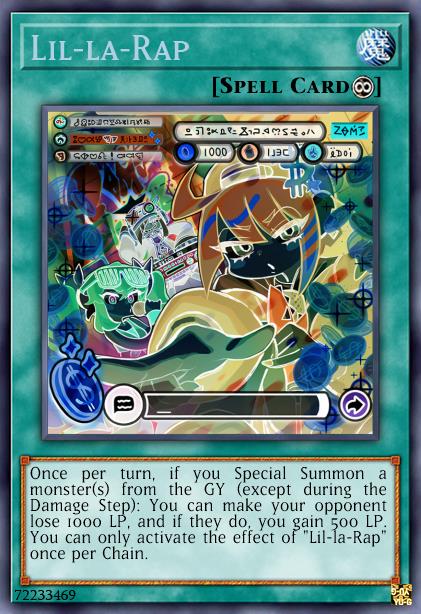 Lil-la-Rap
魔
[Spell Card]
1000
Once per turn, if you Special Summon a
monster(s) from the GY (except during the
Damage Step): You can make your opponent
lose 1000 LP, and if they do, you gain 500 LP.
You can only activate the effect of "Lil-la-Rap"
once per Chain.
72233469